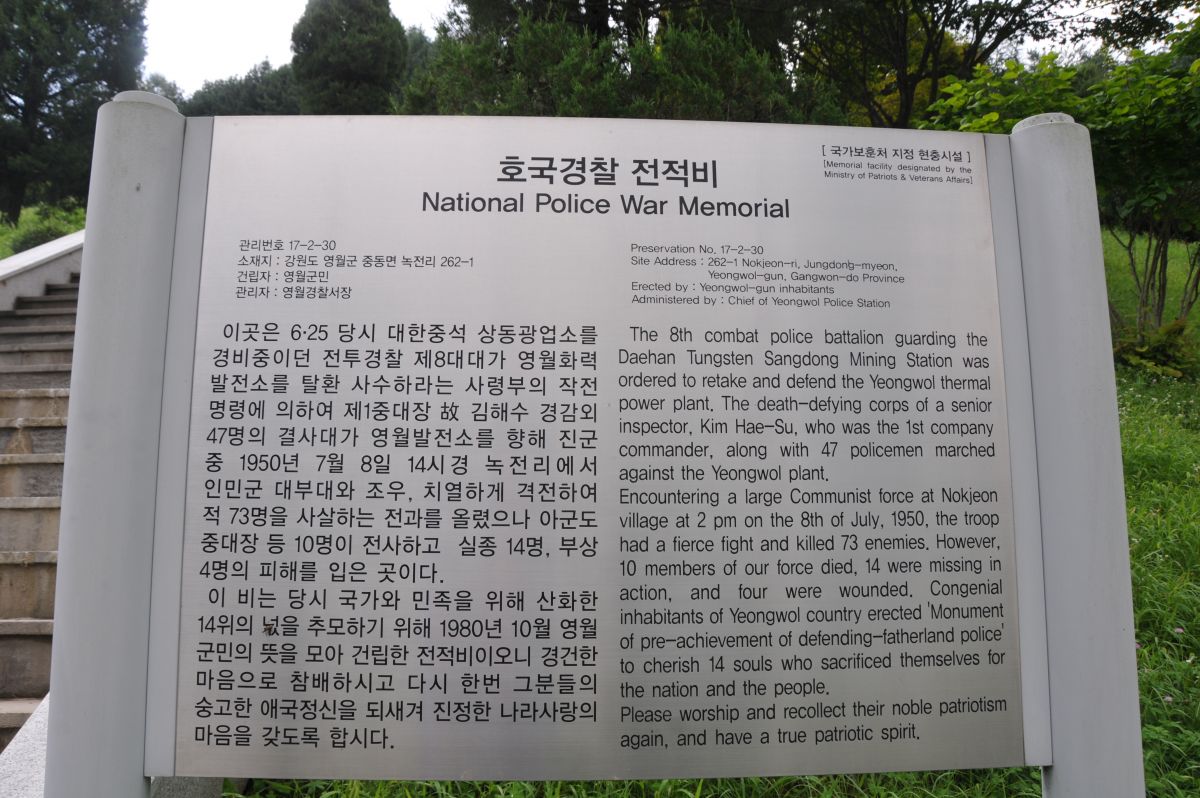 [ 국가보훈처 지정 현충시설 ]
[Memorial facility designated by the
Ministry of Patriots & Veterans Affairs]
호국경찰 전적비
National Police War Memorial
관리번호 17-2-30
소재지 : 강원도 영월군 중동면 녹전리 262-1
건립자 : 영월군민
관리자 : 영월경찰서장
이곳은 6·25 당시 대한중석 상동광업소를
경비중이던 전투경찰 제8대대가 영월화력
발전소를 탈환 사수하라는 사령부의 작전
명령에 의하여 제1중대장 故 김해수 경감외
47명의 결사대가 영월발전소를 향해 진군
중 1950년 7월 8일 14시경 녹전리에서
인민군 대부대와 조우, 치열하게 격전하여
적 73명을 사살하는 전과를 올렸으나 아군도
중대장 등 10명이 전사하고 실종 14명, 부상
4명의 피해를 입은 곳이다.
이 비는 당시 국가와 민족을 위해 산화한
14위의 넋을 추모하기 위해 1980년 10월 영월
군민의 뜻을 모아 건립한 전적비이오니 경건한
마음으로 참배하시고 다시 한번 그분들의
숭고한 애국정신을 되새겨 진정한 나라사랑의
마음을 갖도록 합시다.
Preservation No. 17-2-30
Site Address : 262-1 Nokjeon-ri, Jungdong-myeon,
Yeongwol-gun, Gangwon-do Province
Erected by : Yeongwol-gun inhabitants
Administered by : Chief of Yeongwol Police Station
The 8th combat police battalion guarding the
Daehan Tungsten Sangdong Mining Station was
ordered to retake and defend the Yeongwol thermal
power plant. The death-defying corps of a senior
inspector, Kim Hae-Su, who was the 1st company
commander, along with 47 policemen marched
against the Yeongwol plant.
Encountering a large Communist force at Nokjeon
village at 2 pm on the 8th of July, 1950, the troop
had a fierce fight and killed 73 enemies. However,
10 members of our force died, 14 were missing in
action, and four were wounded. Congenial
inhabitants of Yeongwol country erected 'Monument
of pre-achievement of defending-fatherland police'
to cherish 14 souls who sacrificed themselves for
the nation and the people.
Please worship and recollect their noble patriotism
again, and have a true patriotic spirit.